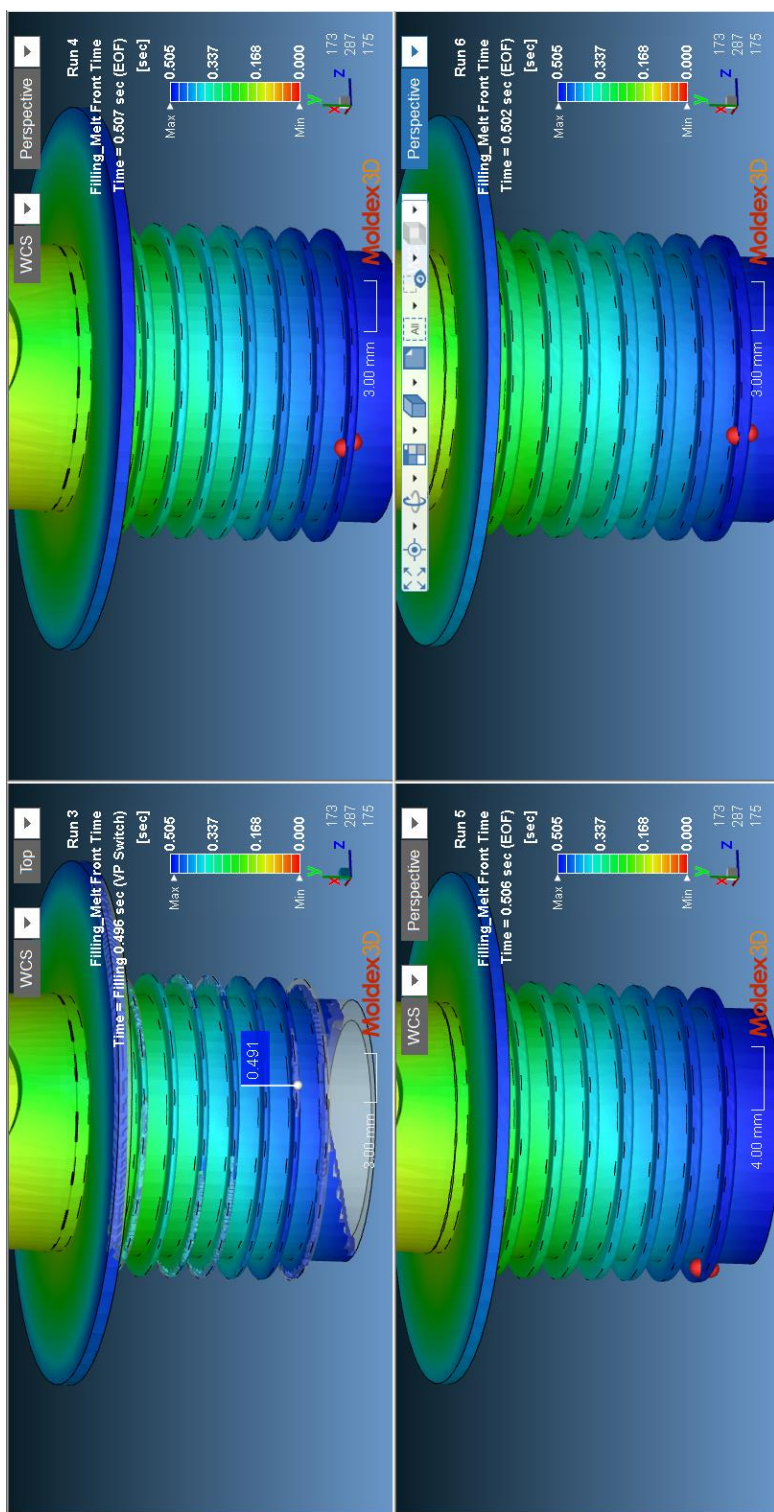 WCS
Top
Run 3
Filling_Melt Front Time
Time = Filling 0.496 sec (VP Switch)
[sec]
Max
0.505
0.337
0.168
0.000
Min
0.491
3.00 mm
Moldex3D
x y z
173
287
175
WCS
Perspective
Run 4
Filling_Melt Front Time
Time = 0.507 sec (EOF)
[sec]
Max
0.505
0.337
0.168
0.000
Min
3.00 mm
Moldex3D
x y z
173
287
175
WCS
Perspective
Run 5
Filling_Melt Front Time
Time = 0.506 sec (EOF)
[sec]
Max
0.505
0.337
0.168
0.000
Min
4.00 mm
Moldex3D
x y z
173
287
175
All
Perspective
Run 6
Filling_Melt Front Time
Time = 0.502 sec (EOF)
[sec]
Max
0.505
0.337
0.168
0.000
Min
3.00 mm
Moldex3D
x y z
173
287
175